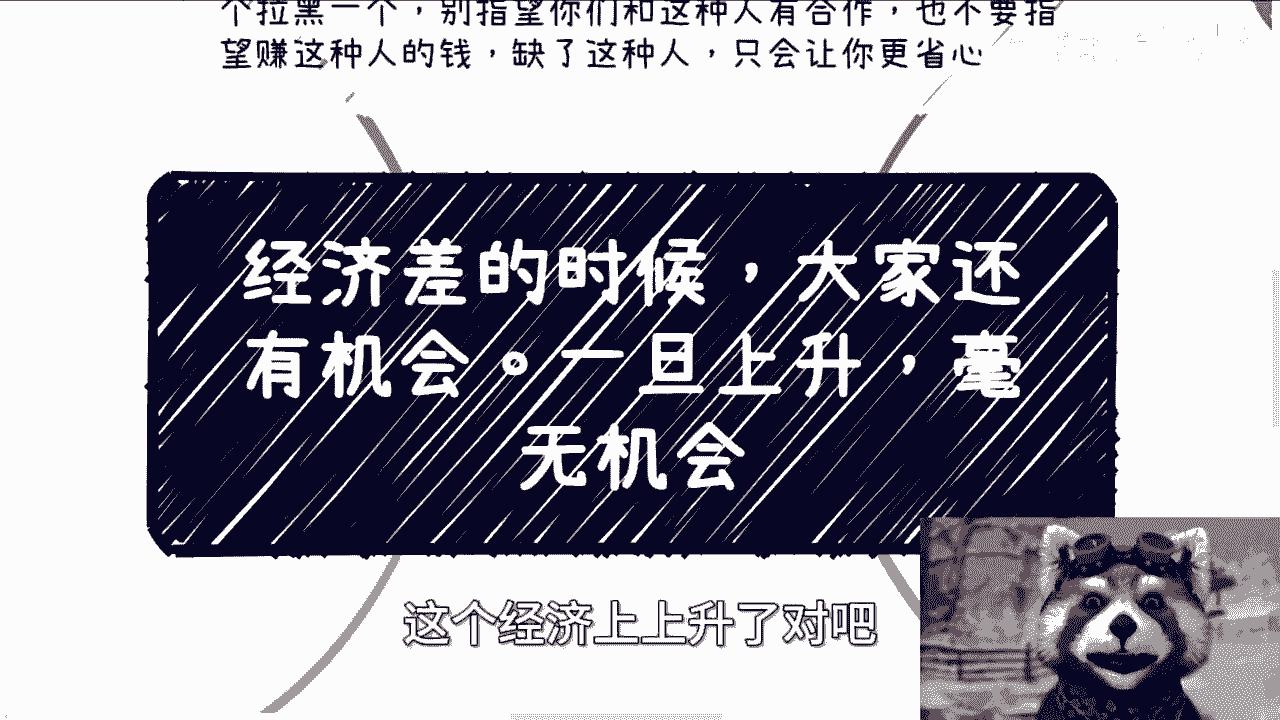 个拉黑一个，别指望你们和这种人有合作，也不要指
望赚这种人的钱，缺了这种人，只会让你更省心
经济差的时候，大家还
有机会。一旦上升，毫
无机会
这个经济上上升了对吧